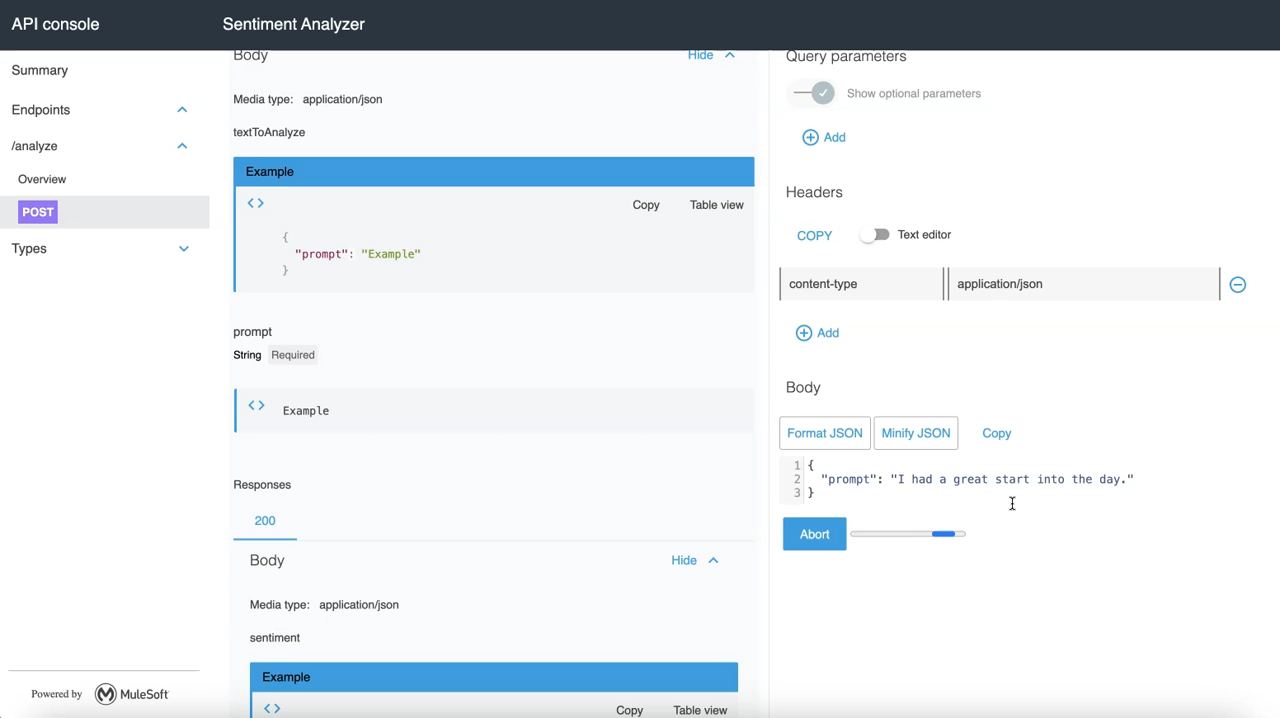 API console
Sentiment Analyzer
Summary
Endpoints
/analyze
Overview
POST
Types
Powered by MuleSoft
Body
Hide
Media type: application/json
textToAnalyze
Example
Copy Table view
{
"prompt": "Example"
}
prompt
String Required
Example
Responses
200
Body
Hide
Media type: application/json
sentiment
Example
Copy Table view
Query parameters
Show optional parameters
Add
Headers
COPY Text editor
content-type application/json
Add
Body
Format JSON Minify JSON Copy
1 {
2 "prompt": "I had a great start into the day."
3 }
Abort